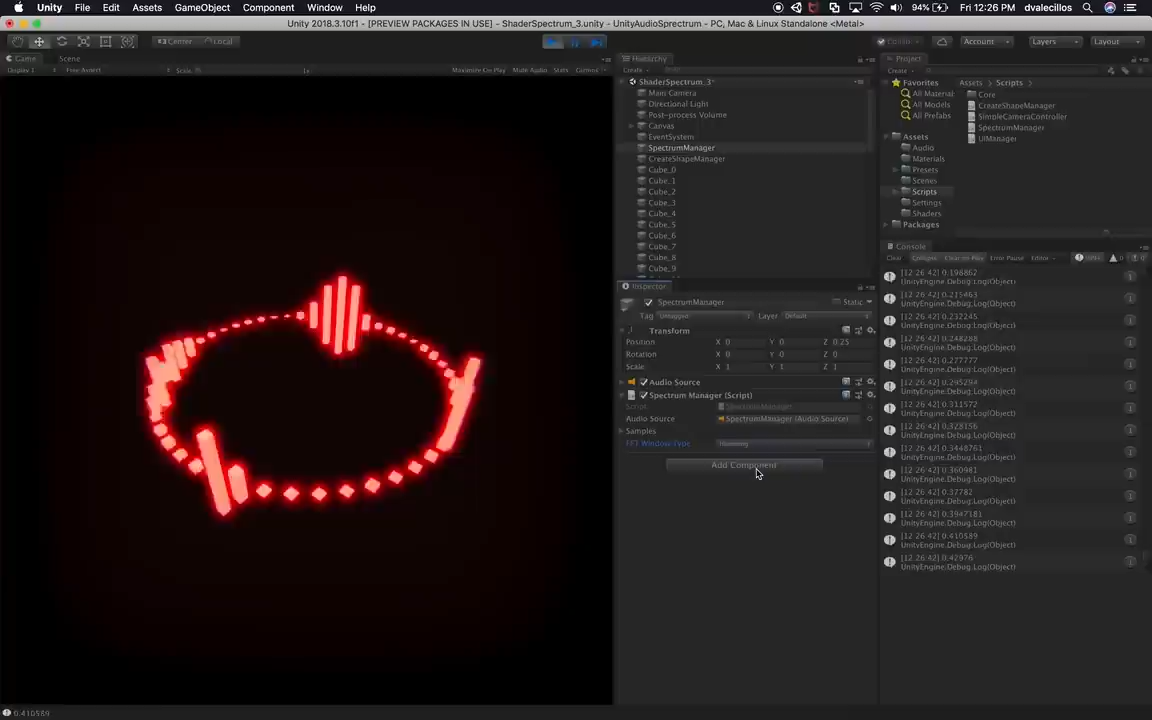 Unity File Edit Assets GameObject Component Window Help 94% Fri 12:26 PM dvalecillos
Unity 2018.3.10f1 - [PREVIEW PACKAGES IN USE] - ShaderSpectrum_3.unity - UnityAudioSpectrum - PC, Mac & Linux Standalone <Metal>
Center Local Collab Account Layers Layout
Game Scene
Display 1 Free Aspect Scale 1x Maximize On Play Mute Audio Stats Gizmos
Hierarchy
Create
ShaderSpectrum_3*
Main Camera
Directional Light
Post-process Volume
Canvas
EventSystem
SpectrumManager
CreateShapeManager
Cube_0
Cube_1
Cube_2
Cube_3
Cube_4
Cube_5
Cube_6
Cube_7
Cube_8
Cube_9
Inspector
SpectrumManager Static
Tag Untagged Layer Default
Transform
Position X 0 Y 0 Z 0.25
Rotation X 0 Y 0 Z 0
Scale X 1 Y 1 Z 1
Audio Source
Spectrum Manager (Script)
Script SpectrumManager
Audio Source SpectrumManager (Audio Source)
Samples
FFT Window Type Hamming
Add Component
Project
Create
Favorites
All Material
All Models
All Prefabs
Assets
Audio
Materials
Presets
Scenes
Scripts
Settings
Shaders
Packages
Assets Scripts
Core
CreateShapeManager
SimpleCameraController
SpectrumManager
UIManager
Console
Clear Collapse Clear on Play Error Pause Editor
[12 26 42] 0.198862
UnityEngine.Debug:Log(Object)
[12 26 42] 0.215463
UnityEngine.Debug:Log(Object)
[12 26 42] 0.232245
UnityEngine.Debug:Log(Object)
[12 26 42] 0.248288
UnityEngine.Debug:Log(Object)
[12 26 42] 0.277777
UnityEngine.Debug:Log(Object)
[12 26 42] 0.295294
UnityEngine.Debug:Log(Object)
[12 26 42] 0.311572
UnityEngine.Debug:Log(Object)
[12 26 42] 0.328156
UnityEngine.Debug:Log(Object)
[12 26 42] 0.3448761
UnityEngine.Debug:Log(Object)
[12 26 42] 0.360981
UnityEngine.Debug:Log(Object)
[12 26 42] 0.37782
UnityEngine.Debug:Log(Object)
[12 26 42] 0.3947181
UnityEngine.Debug:Log(Object)
[12 26 42] 0.410589
UnityEngine.Debug:Log(Object)
[12 26 42] 0.42976
UnityEngine.Debug:Log(Object)
0.410589